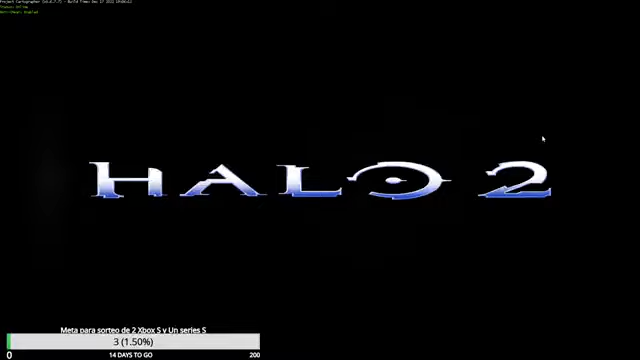 HALO 2
Meta para sorteo de 2 Xbox S y Un series S
3 (1.50%)
0 14 DAYS TO GO 200